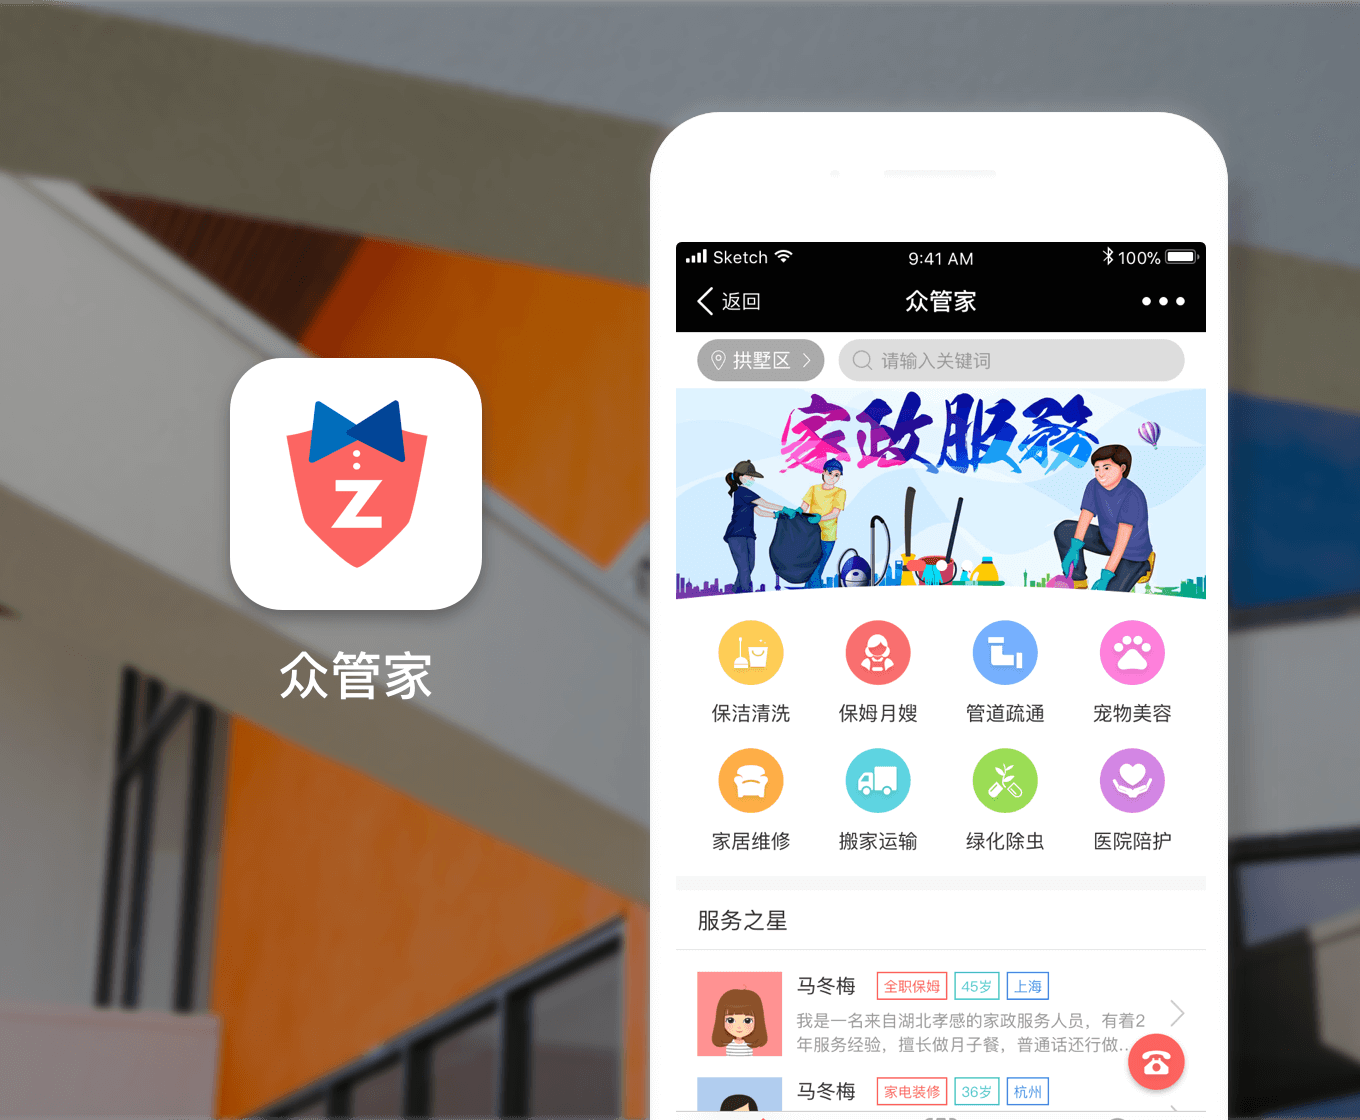 Z
众管家
Sketch 9:41 AM 100%
返回 众管家
拱墅区 请输入关键词
家政服務
保洁清洗 保姆月嫂 管道疏通 宠物美容
家居维修 搬家运输 绿化除虫 医院陪护
服务之星
马冬梅 全职保姆 45岁 上海
我是一名来自湖北孝感的家政服务人员，有着2
年服务经验，擅长做月子餐，普通话还行做...
马冬梅 家电装修 36岁 杭州